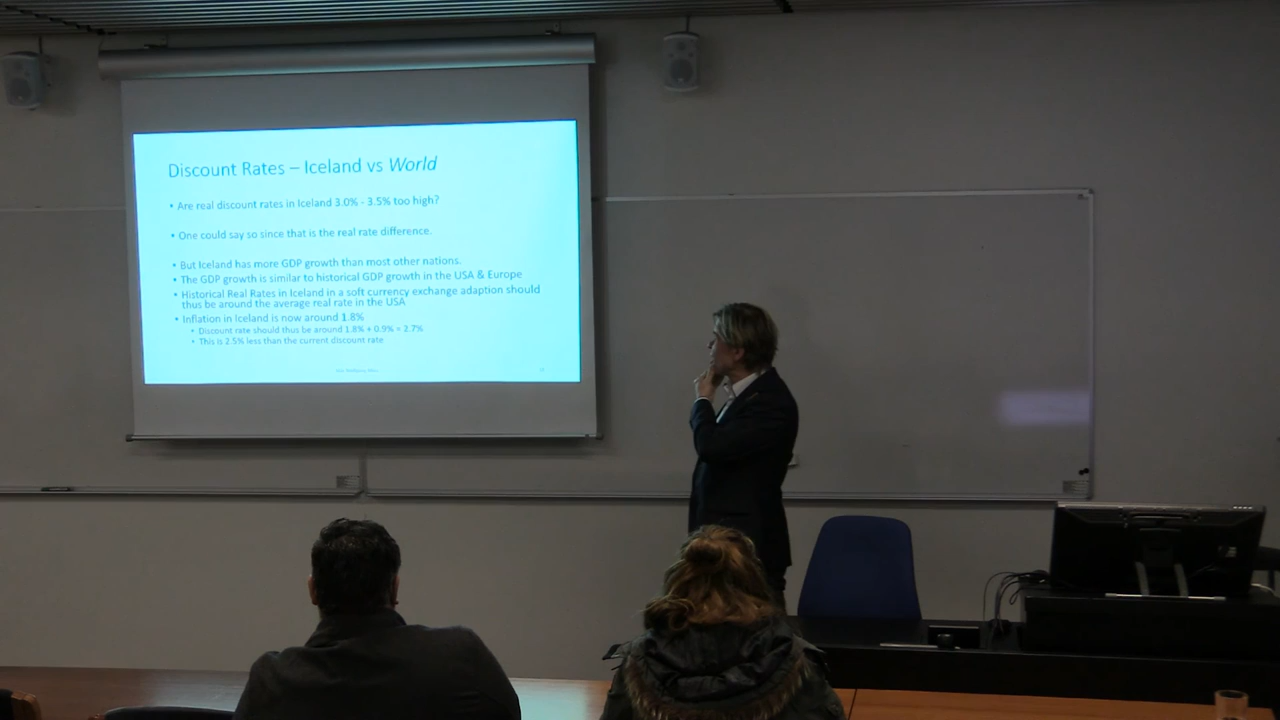 Discount Rates – Iceland vs World
• Are real discount rates in Iceland 3.0% - 3.5% too high?
• One could say so since that is the real rate difference.
• But Iceland has more GDP growth than most other nations.
• The GDP growth is similar to historical GDP growth in the USA & Europe
• Historical Real Rates in Iceland in a soft currency exchange adaption should
thus be around the average real rate in the USA
• Inflation in Iceland is now around 1.8%
• Discount rate should thus be around 1.8% + 0.9% = 2.7%
• This is 2.5% less than the current discount rate